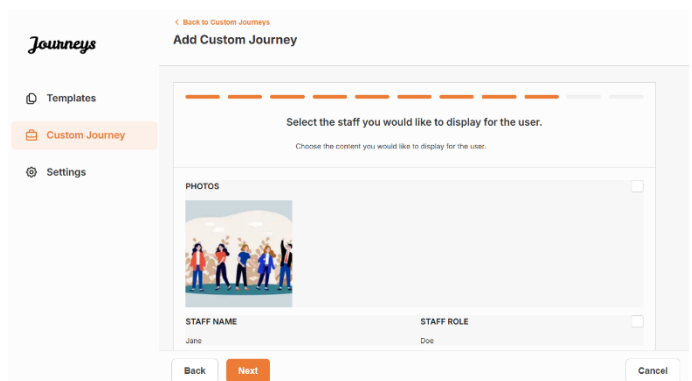 Back to Custom Journeys
Journeys
Add Custom Journey
Templates
Custom Journey
Settings
Select the staff you would like to display for the user.
Choose the content you would like to display for the user.
PHOTOS
STAFF NAME STAFF ROLE
Jane Doe
Back Next Cancel